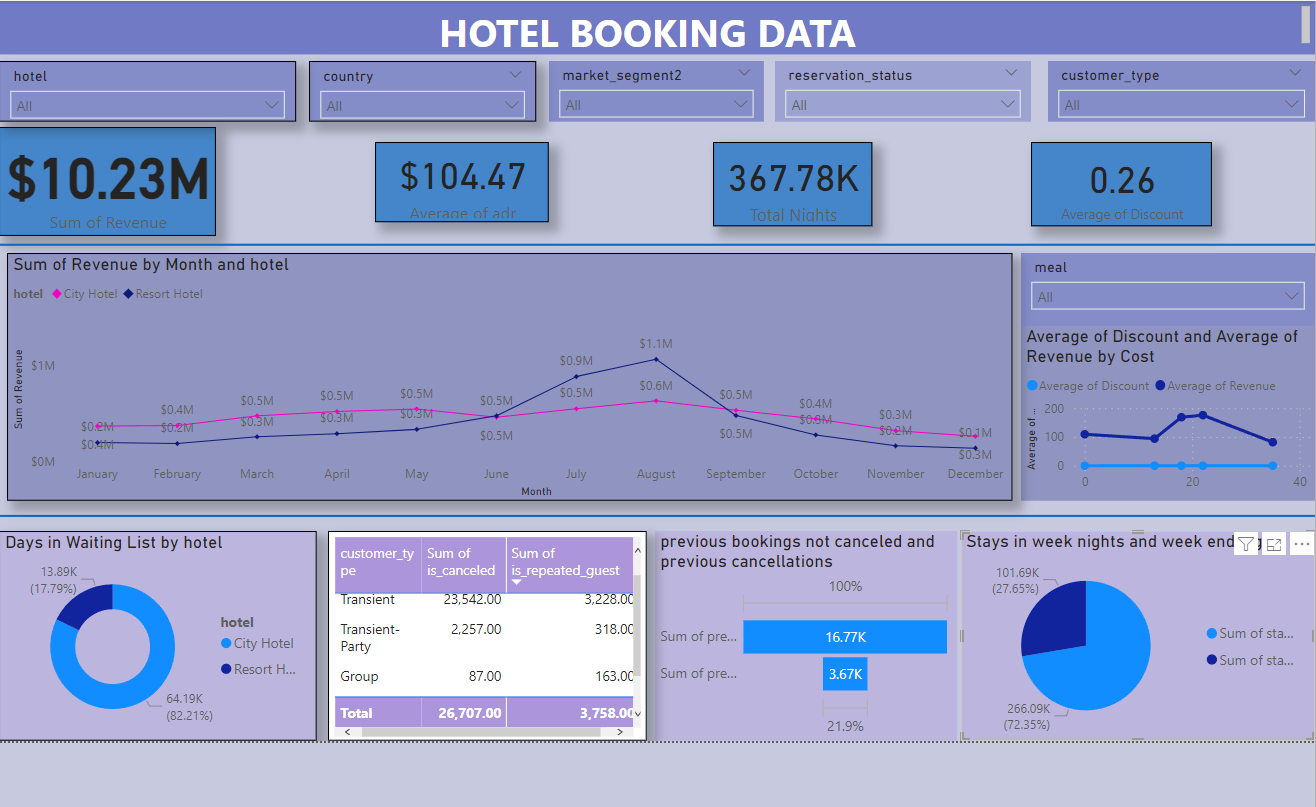 HOTEL BOOKING DATA
hotel
All
country
All
market_segment2
All
reservation_status
All
customer_type
All
$10.23M
Sum of Revenue
$104.47
Average of adr
367.78K
Total Nights
0.26
Average of Discount
Sum of Revenue by Month and hotel
hotel City Hotel Resort Hotel
Sum of Revenue
$1M
$0M
$0.2M
$0.4M
$0.4M
$0.2M
$0.5M
$0.3M
$0.5M
$0.3M
$0.5M
$0.3M
$0.5M
$0.5M
$0.9M
$0.5M
$1.1M
$0.6M
$0.5M
$0.5M
$0.4M
$0.3M
$0.3M
$0.2M
$0.1M
$0.3M
January February March April May June July August September October November December
Month
meal
All
Average of Discount and Average of
Revenue by Cost
Average of Discount Average of Revenue
Average of ...
200
100
0
0 20 40
Days in Waiting List by hotel
13.89K
(17.79%)
64.19K
(82.21%)
hotel
City Hotel
Resort H...
customer_ty
pe
Sum of
is_canceled
Sum of
is_repeated_guest
Transient 23,542.00 3,228.00
Transient-
Party
2,257.00 318.00
Group 87.00 163.00
Total 26,707.00 3,758.00
previous bookings not canceled and
previous cancellations
100%
Sum of pre... 16.77K
Sum of pre... 3.67K
21.9%
Stays in week nights and week end
101.69K
(27.65%)
266.09K
(72.35%)
Sum of sta...
Sum of sta...